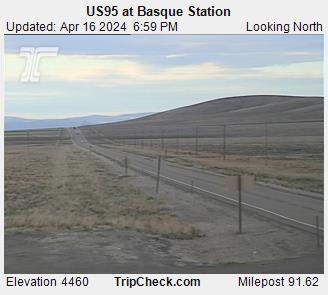 US95 at Basque Station
Updated: Apr 16 2024 6:59 PM Looking North
Elevation 4460 TripCheck.com Milepost 91.62